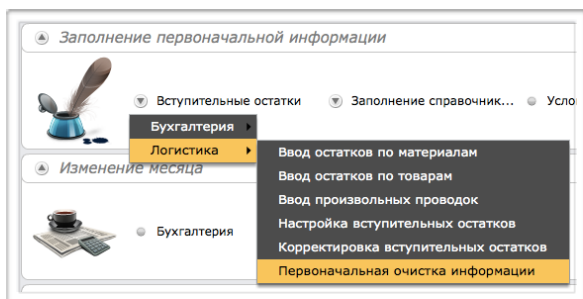 Заполнение первоначальной информации
Вступительные остатки Заполнение справочник... Усло
Бухгалтерия
Логистика
Ввод остатков по материалам
Ввод остатков по товарам
Ввод произвольных проводок
Настройка вступительных остатков
Корректировка вступительных остатков
Первоначальная очистка информации
Изменение месяца
Бухгалтерия